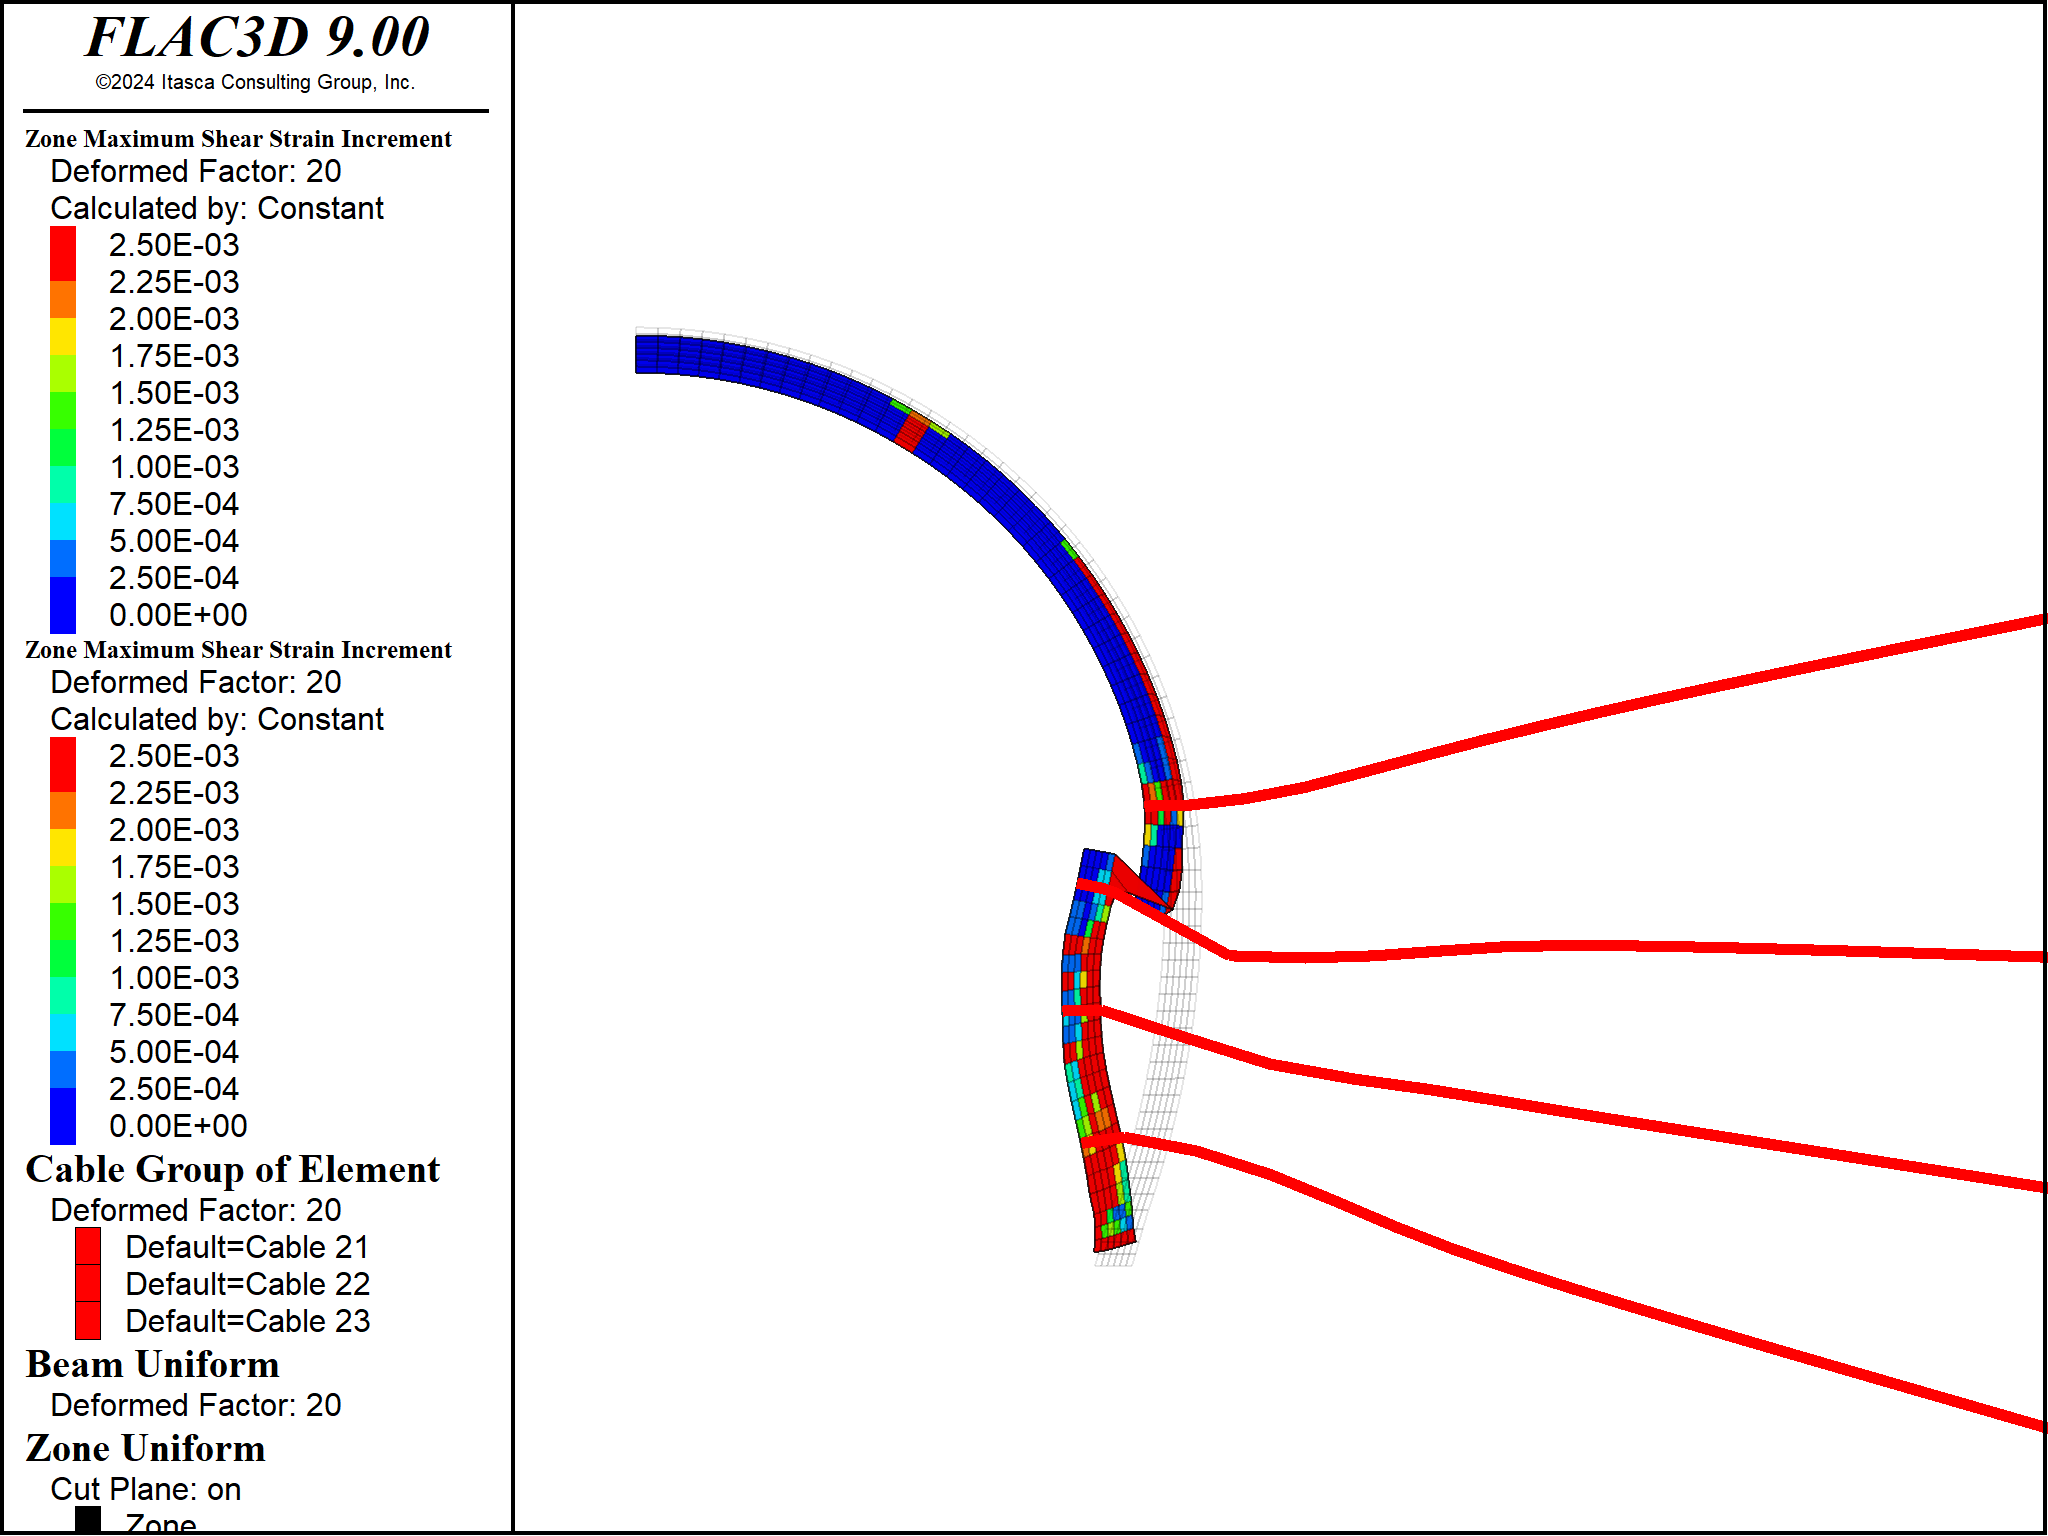 FLAC3D 9.00
©2024 Itasca Consulting Group, Inc.
Zone Maximum Shear Strain Increment
Deformed Factor: 20
Calculated by: Constant
2.50E-03
2.25E-03
2.00E-03
1.75E-03
1.50E-03
1.25E-03
1.00E-03
7.50E-04
5.00E-04
2.50E-04
0.00E+00
Zone Maximum Shear Strain Increment
Deformed Factor: 20
Calculated by: Constant
2.50E-03
2.25E-03
2.00E-03
1.75E-03
1.50E-03
1.25E-03
1.00E-03
7.50E-04
5.00E-04
2.50E-04
0.00E+00
Cable Group of Element
Deformed Factor: 20
Default=Cable 21
Default=Cable 22
Default=Cable 23
Beam Uniform
Deformed Factor: 20
Zone Uniform
Cut Plane: on
Zone